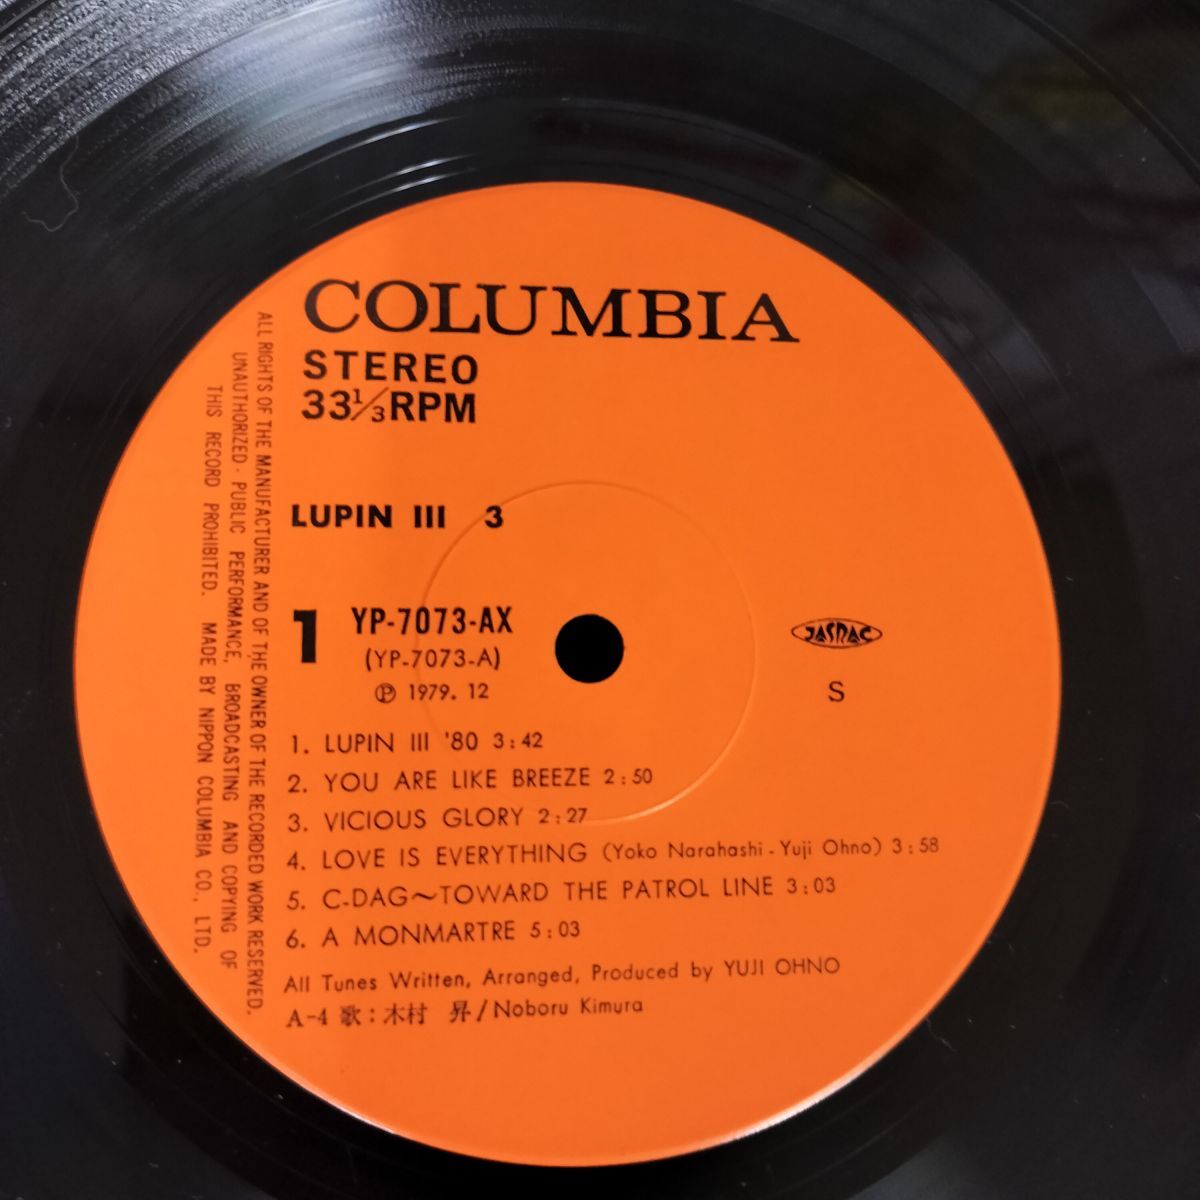 COLUMBIA
STEREO
33 1/3 RPM
LUPIN III 3
1
YP-7073-AX
(YP-7073-A)
Ⓟ 1979. 12
JASRAC
S
1. LUPIN III '80 3:42
2. YOU ARE LIKE BREEZE 2:50
3. VICIOUS GLORY 2:27
4. LOVE IS EVERYTHING (Yoko Narahashi - Yuji Ohno) 3:58
5. C-DAG~TOWARD THE PATROL LINE 3:03
6. A MONMARTRE 5:03
All Tunes Written, Arranged, Produced by YUJI OHNO
A-4 歌:木村 昇/Noboru Kimura
ALL RIGHTS OF THE MANUFACTURER AND OF THE OWNER OF THE RECORDED WORK RESERVED.
UNAUTHORIZED · PUBLIC PERFORMANCE, BROADCASTING AND COPYING OF
THIS RECORD PROHIBITED. MADE BY NIPPON COLUMBIA CO., LTD.